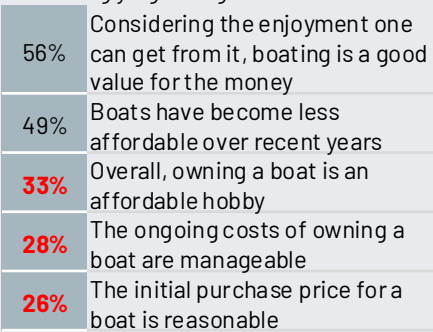 56%
Considering the enjoyment one
can get from it, boating is a good
value for the money
49%
Boats have become less
affordable over recent years
33%
Overall, owning a boat is an
affordable hobby
28%
The ongoing costs of owning a
boat are manageable
26%
The initial purchase price for a
boat is reasonable